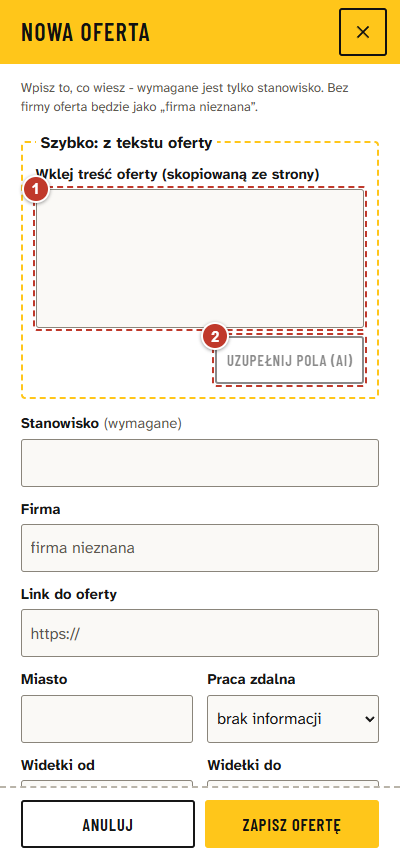 NOWA OFERTA
×
Wpisz to, co wiesz - wymagane jest tylko stanowisko. Bez
firmy oferta będzie jako „firma nieznana”.
Szybko: z tekstu oferty
Wklej treść oferty (skopiowaną ze strony)
1
2
UZUPEŁNIJ POLA (AI)
Stanowisko (wymagane)
Firma
firma nieznana
Link do oferty
https://
Miasto
Praca zdalna
brak informacji
Widełki od
Widełki do
ANULUJ
ZAPISZ OFERTĘ